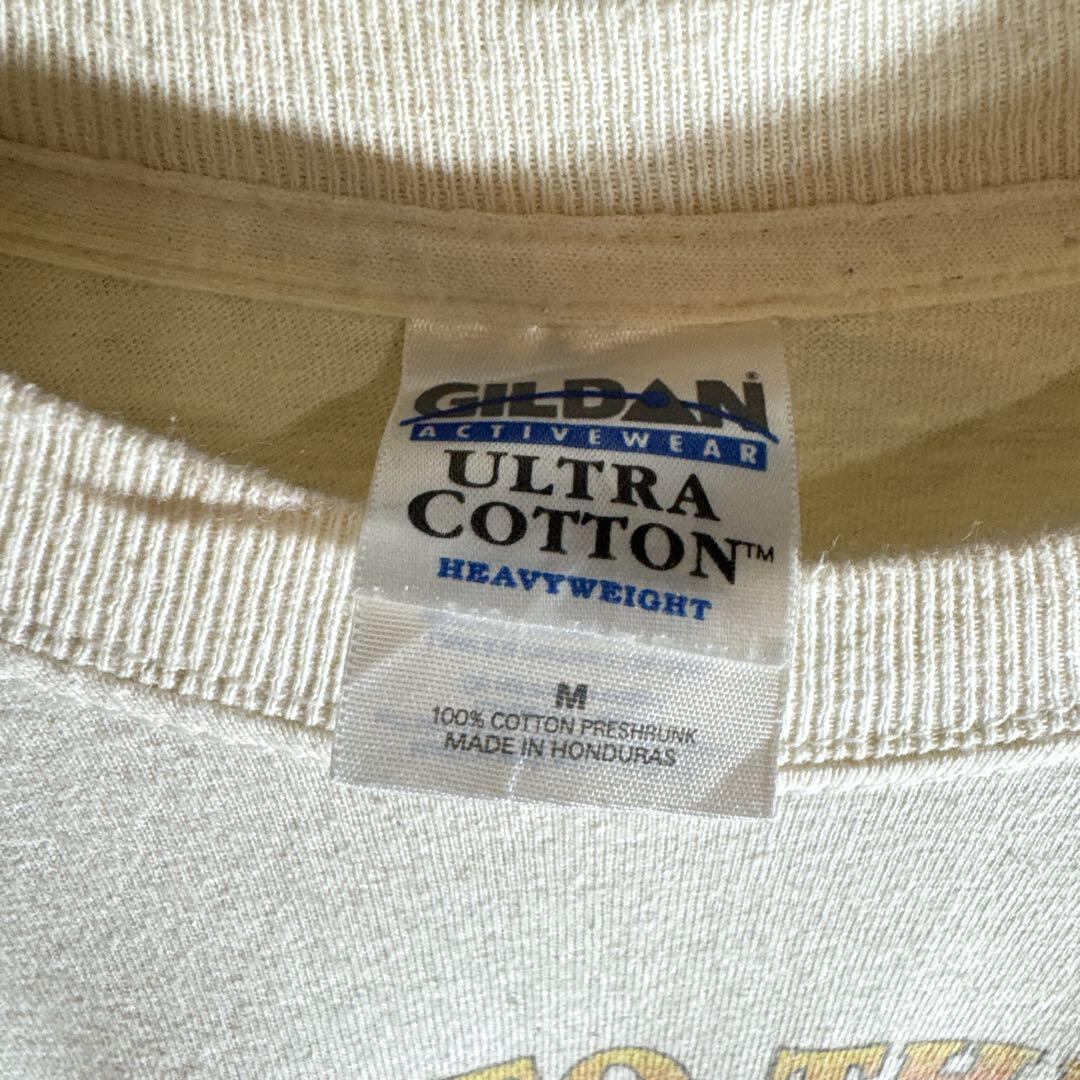 GILDAN®
ACTIVEWEAR
ULTRA
COTTON™
HEAVYWEIGHT
M
100% COTTON PRESHRUNK
MADE IN HONDURAS